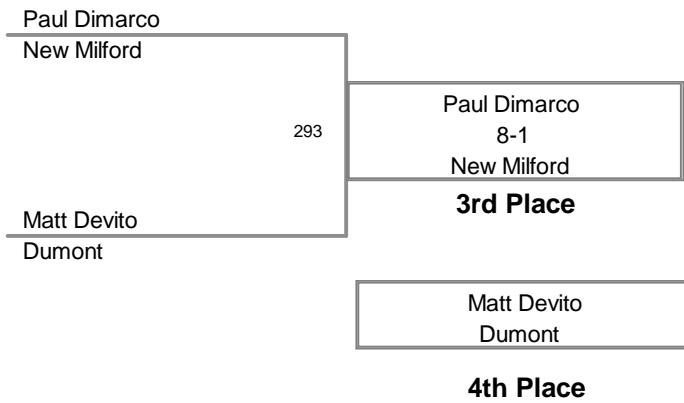 Paul Dimarco
New Milford
293
Paul Dimarco
8-1
New Milford
3rd Place
Matt Devito
Dumont
Matt Devito
Dumont
4th Place